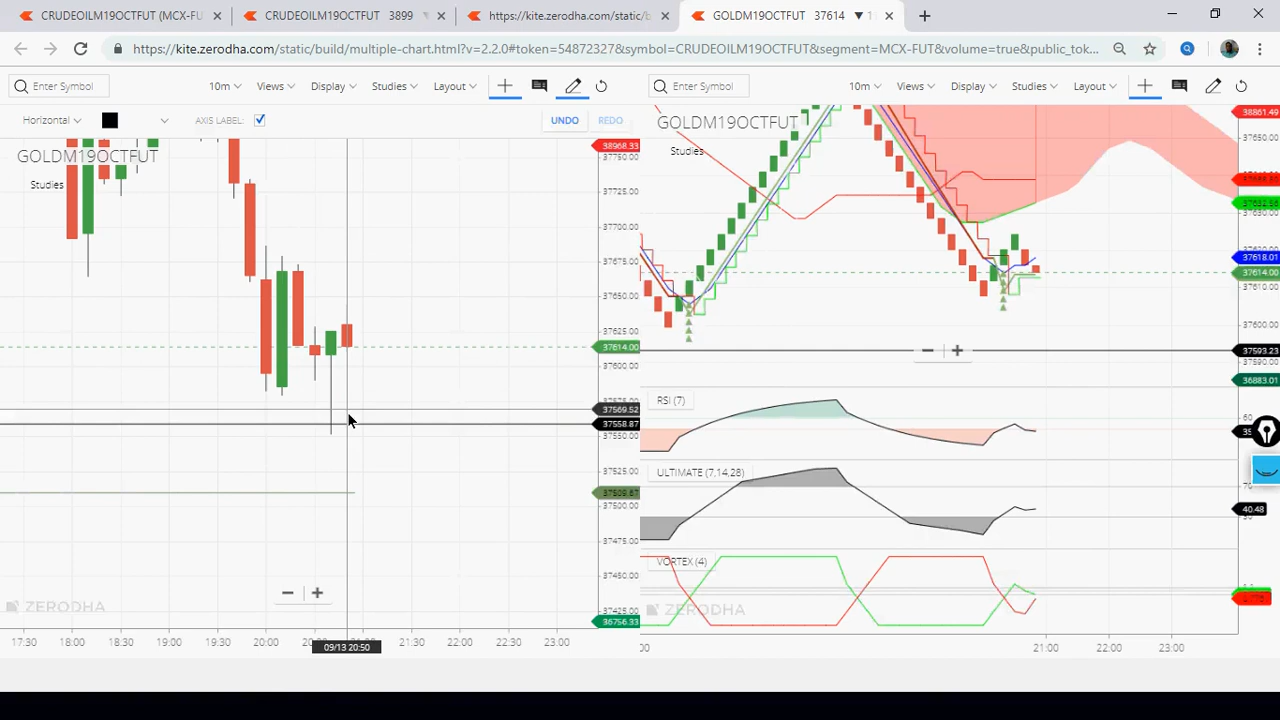 CRUDEOILM19OCTFUT (MCX-FU
CRUDEOILM19OCTFUT 3899
https://kite.zerodha.com/static/b
GOLDM19OCTFUT 37614 ▼
https://kite.zerodha.com/static/build/multiple-chart.html?v=2.2.0#token=54872327&symbol=CRUDEOILM19OCTFUT&segment=MCX-FUT&volume=true&public_tok...
Enter Symbol 10m Views Display Studies Layout
Enter Symbol 10m Views Display Studies Layout
Horizontal AXIS LABEL: UNDO REDO
GOLDM19OCTFUT
Studies
38968.33
37750.00
37725.00
37700.00
37675.00
37650.00
37625.00
37614.00
37600.00
37569.52
37558.87
37550.00
37525.00
37475.00
37450.00
37425.00
36756.33
ZERODHA
17:30 18:00 18:30 19:00 19:30 20:00 21:30 22:00 22:30
09/13 20:50
GOLDM19OCTFUT
Studies
38861.49
37650.00
37630.00
37618.01
37614.00
37610.00
37600.00
37593.23
37590.00
36883.01
RSI (7)
60
ULTIMATE (7,14,28)
40.48
VORTEX (4)
ZERODHA
21:00 22:00 23:00